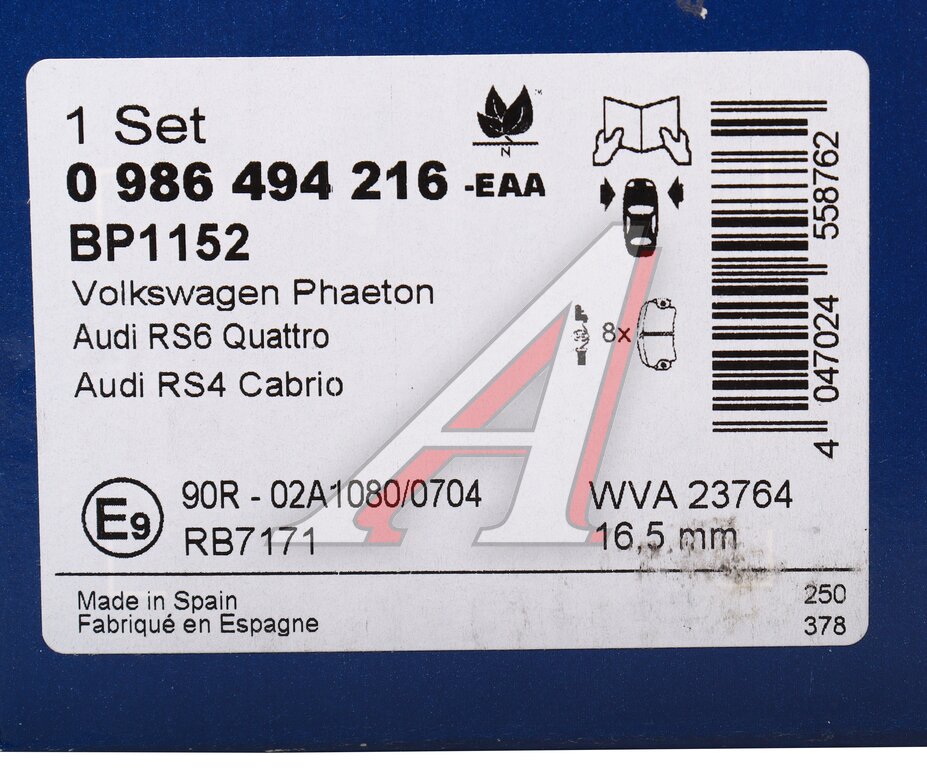 1 Set
0 986 494 216 -EAA
BP1152
Volkswagen Phaeton
Audi RS6 Quattro
Audi RS4 Cabrio
N
8x
4 047024 558762
E9
90R - 02A1080/0704
RB7171
WVA 23764
16,5 mm
Made in Spain
Fabriqué en Espagne
250
378